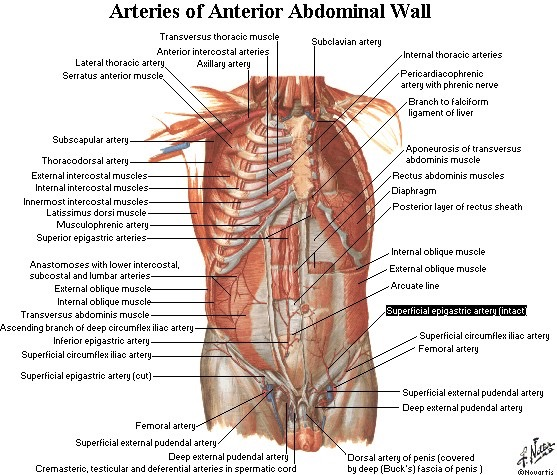 Arteries of Anterior Abdominal Wall
Transversus thoracic muscle
Anterior intercostal arteries
Axillary artery
Lateral thoracic artery
Serratus anterior muscle
Subscapular artery
Thoracodorsal artery
External intercostal muscles
Internal intercostal muscles
Innermost intercostal muscles
Latissimus dorsi muscle
Musculophrenic artery
Superior epigastric arteries
Anastomoses with lower intercostal,
subcostal and lumbar arteries
External oblique muscle
Internal oblique muscle
Transversus abdominis muscle
Ascending branch of deep circumflex iliac artery
Inferior epigastric artery
Superficial circumflex iliac artery
Superficial epigastric artery (cut)
Femoral artery
Superficial external pudendal artery
Deep external pudendal artery
Cremasteric, testicular and deferential arteries in spermatic cord
Subclavian artery
Internal thoracic arteries
Pericardiacophrenic
artery with phrenic nerve
Branch to falciform
ligament of liver
Aponeurosis of transversus
abdominis muscle
Rectus abdominis muscles
Diaphragm
Posterior layer of rectus sheath
Internal oblique muscle
External oblique muscle
Arcuate line
Superficial epigastric artery (intact)
Superficial circumflex iliac artery
Femoral artery
Superficial external pudendal artery
Deep external pudendal artery
Dorsal artery of penis (covered
by deep (Buck's) fascia of penis )
F. Netter
©Novartis